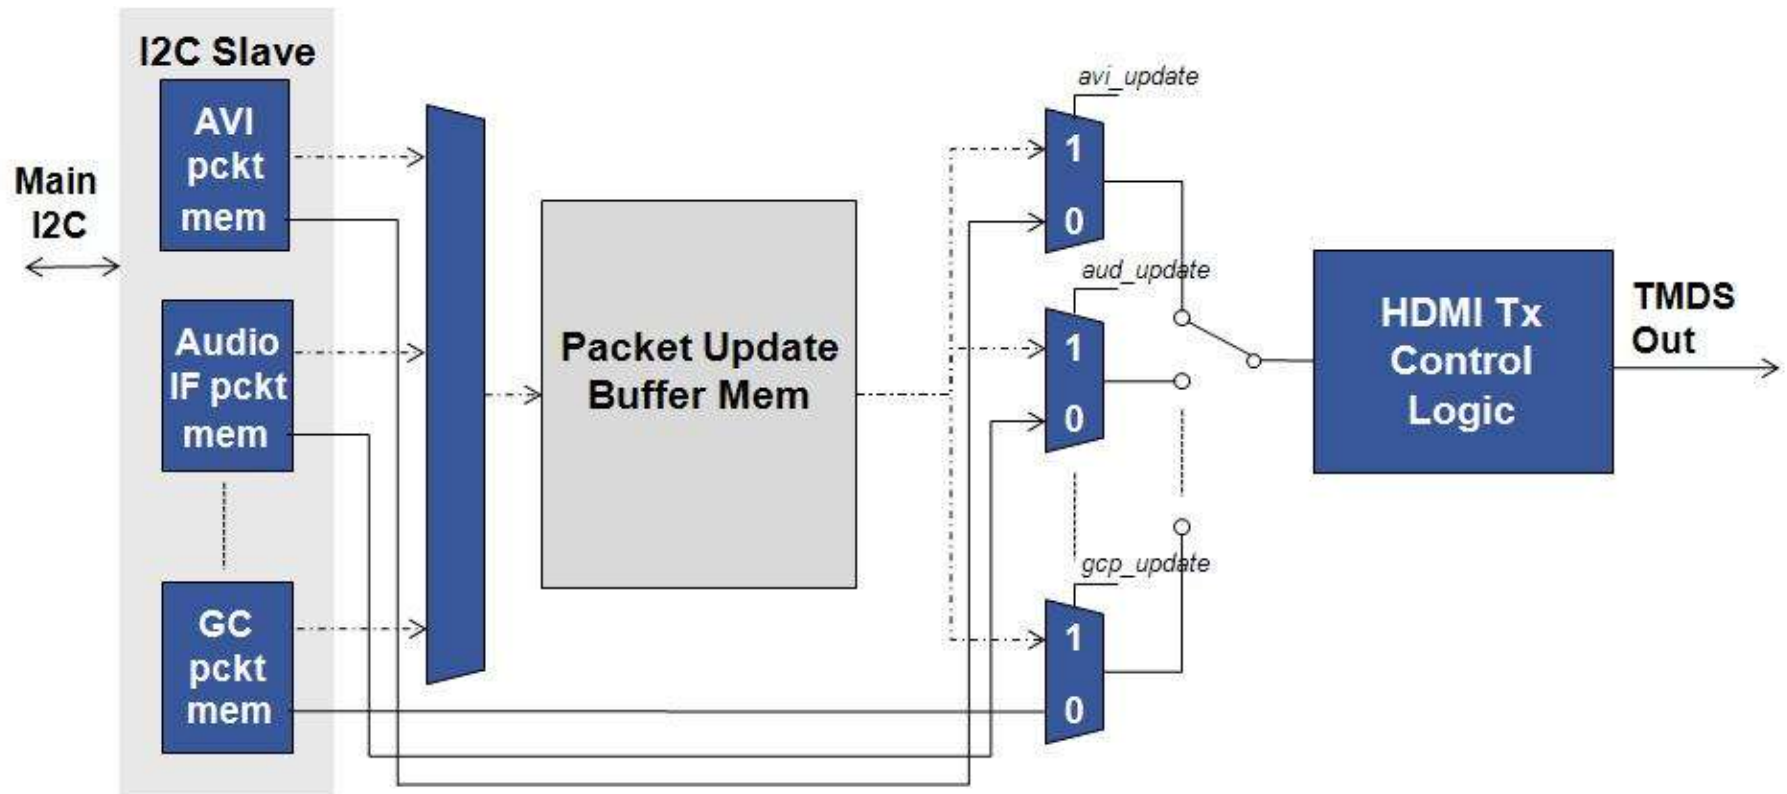 I2C Slave
Main
I2C
AVI
pckt
mem
Audio
IF pckt
mem
GC
pckt
mem
Packet Update
Buffer Mem
avi_update
1
0
aud_update
1
0
gcp_update
1
0
HDMI Tx
Control
Logic
TMDS
Out